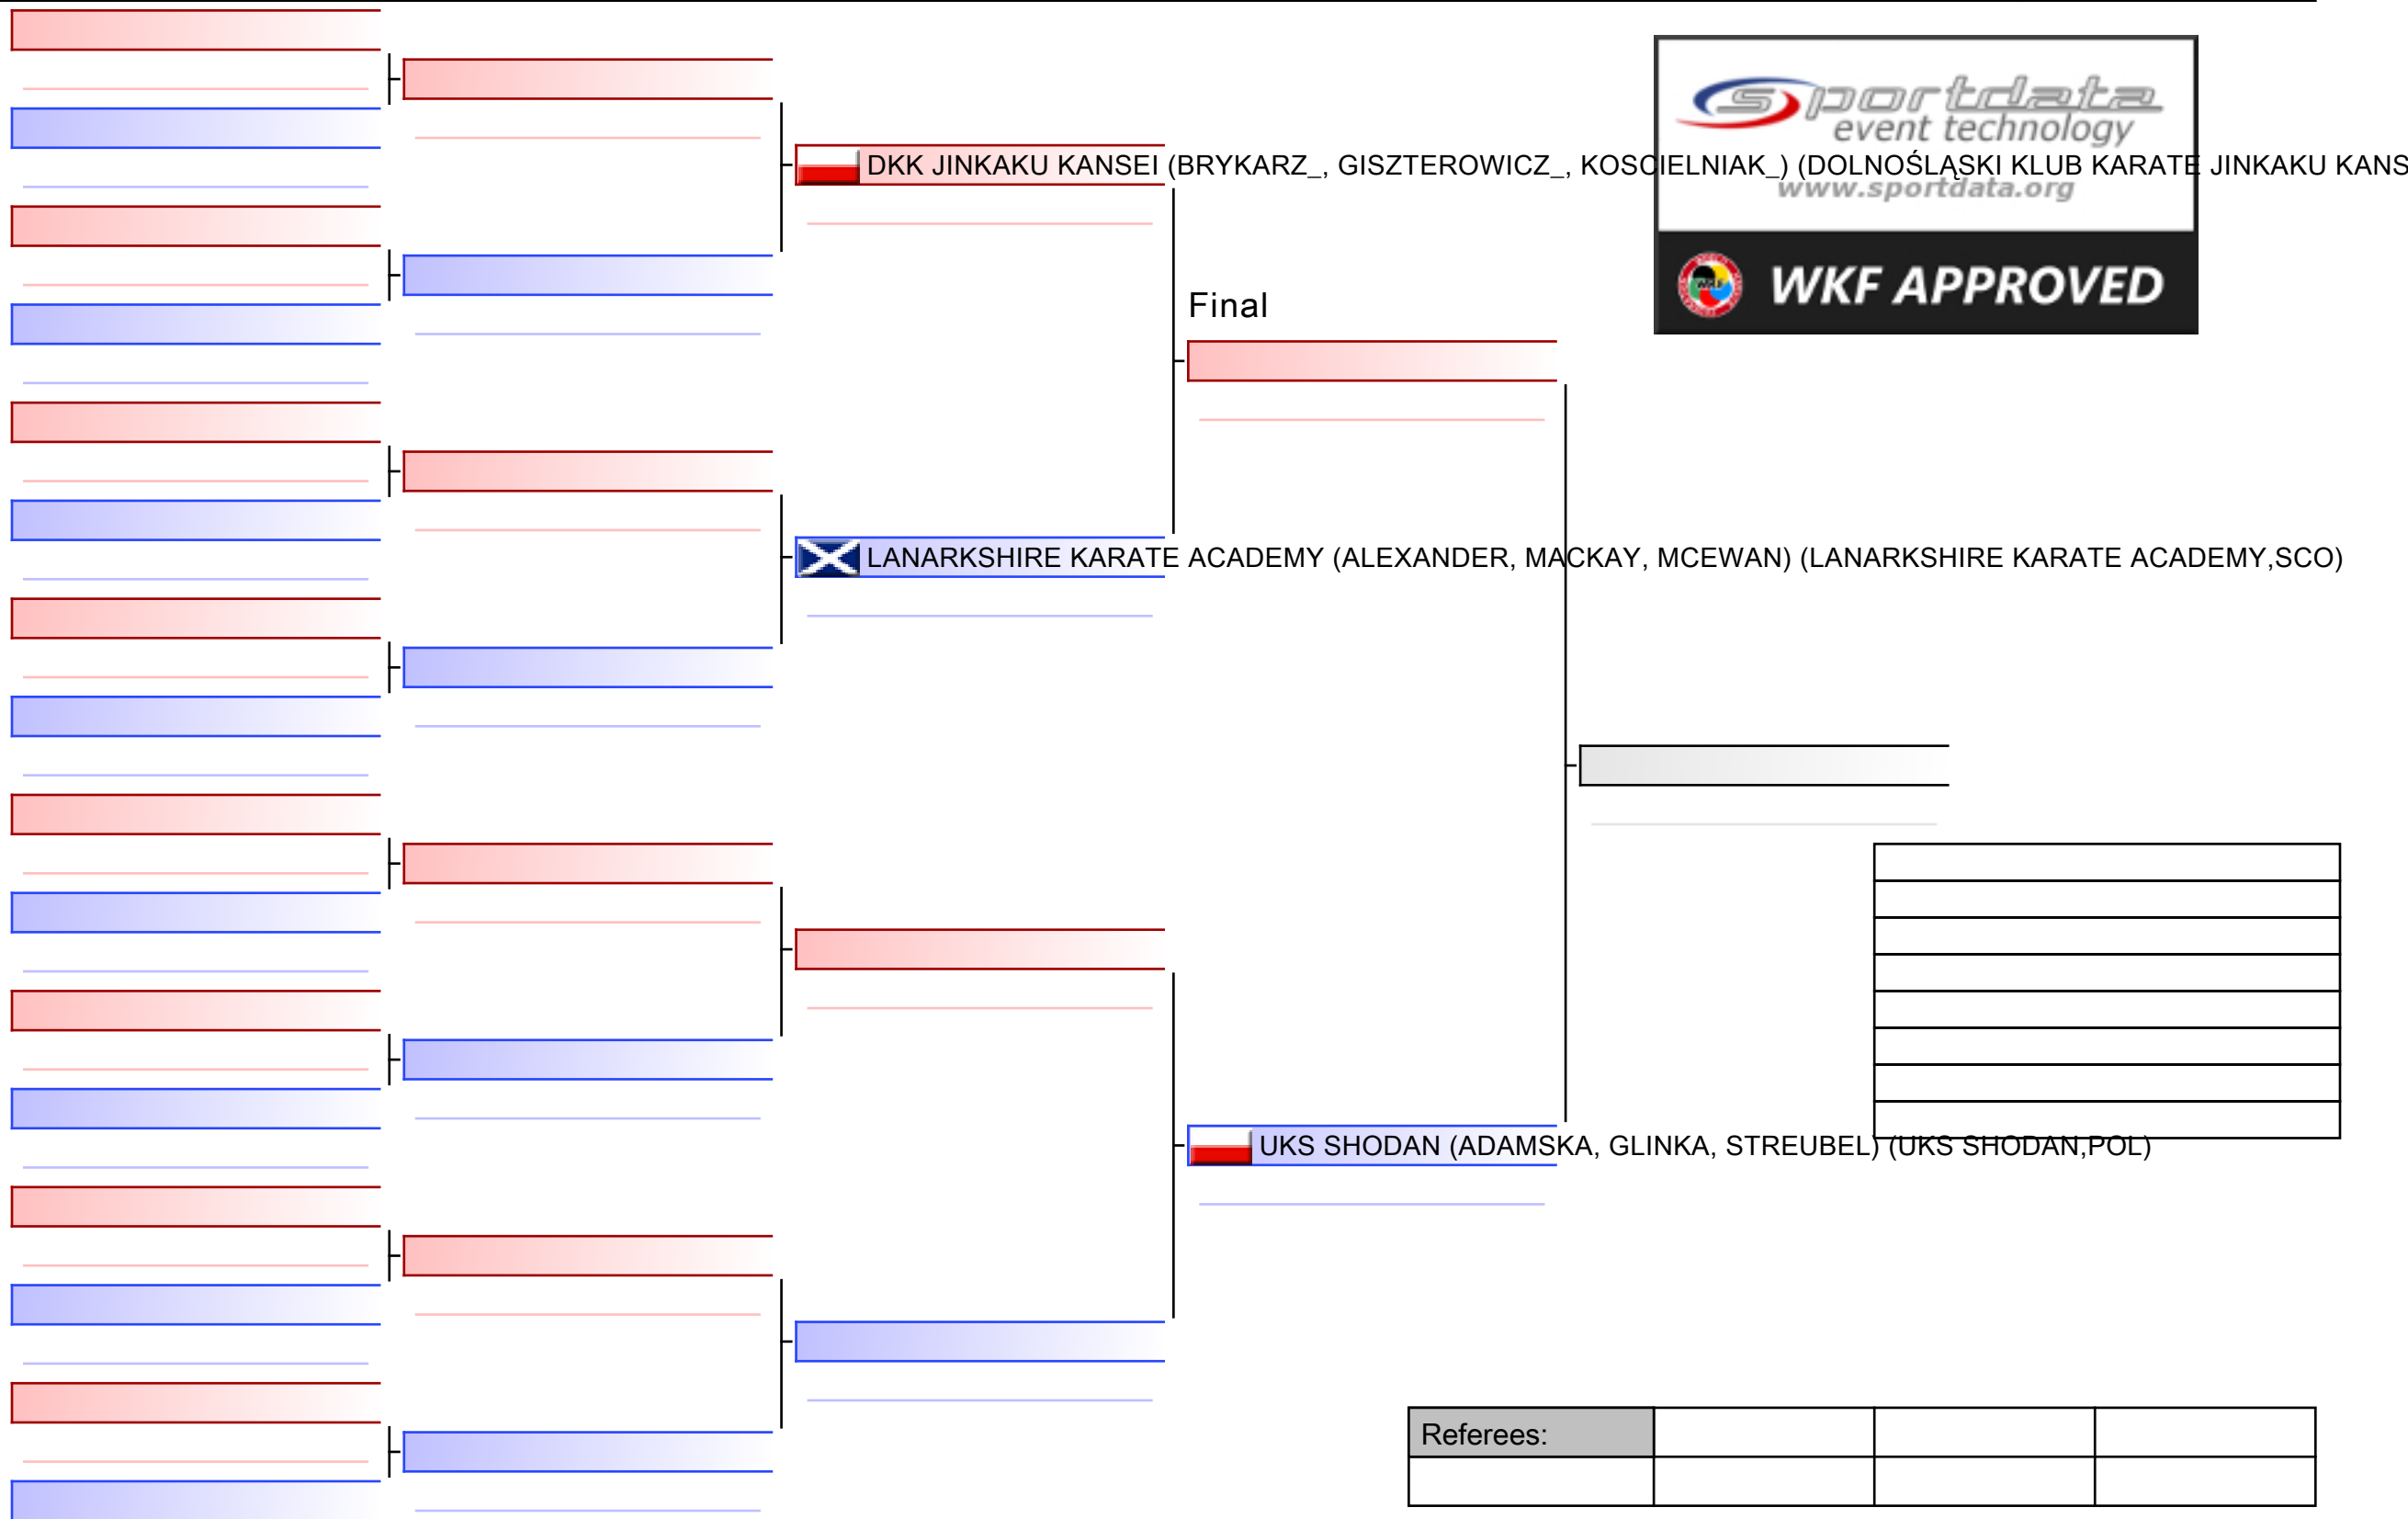 sportdata
event technology
DKK JINKAKU KANSEI (BRYKARZ_, GISZTEROWICZ_, KOSCIELNIAK_) (DOLNOŚLĄSKI KLUB KARATE JINKAKU KANS
www.sportdata.org
WKF APPROVED
Final
LANARKSHIRE KARATE ACADEMY (ALEXANDER, MACKAY, MCEWAN) (LANARKSHIRE KARATE ACADEMY,SCO)
UKS SHODAN (ADAMSKA, GLINKA, STREUBEL) (UKS SHODAN,POL)
Referees: